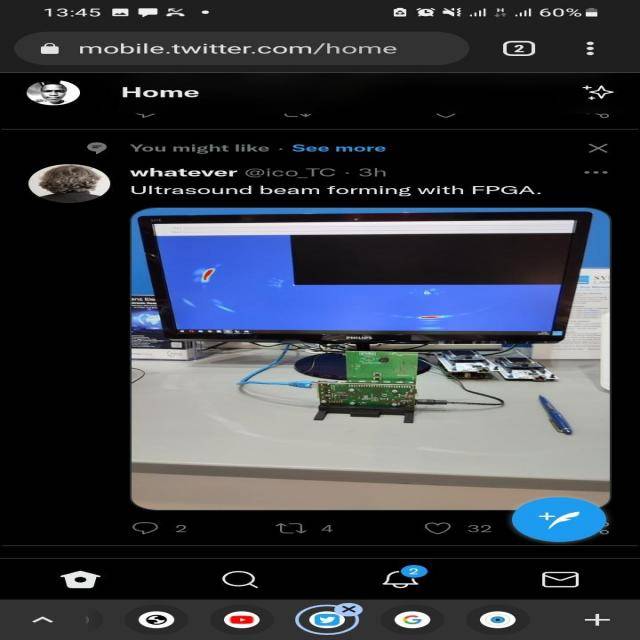 13:45
60%
mobile.twitter.com/home
2
Home
You might like · See more
whatever @ico_TC · 3h
Ultrasound beam forming with FPGA.
PHILIPS
2
4
32
2